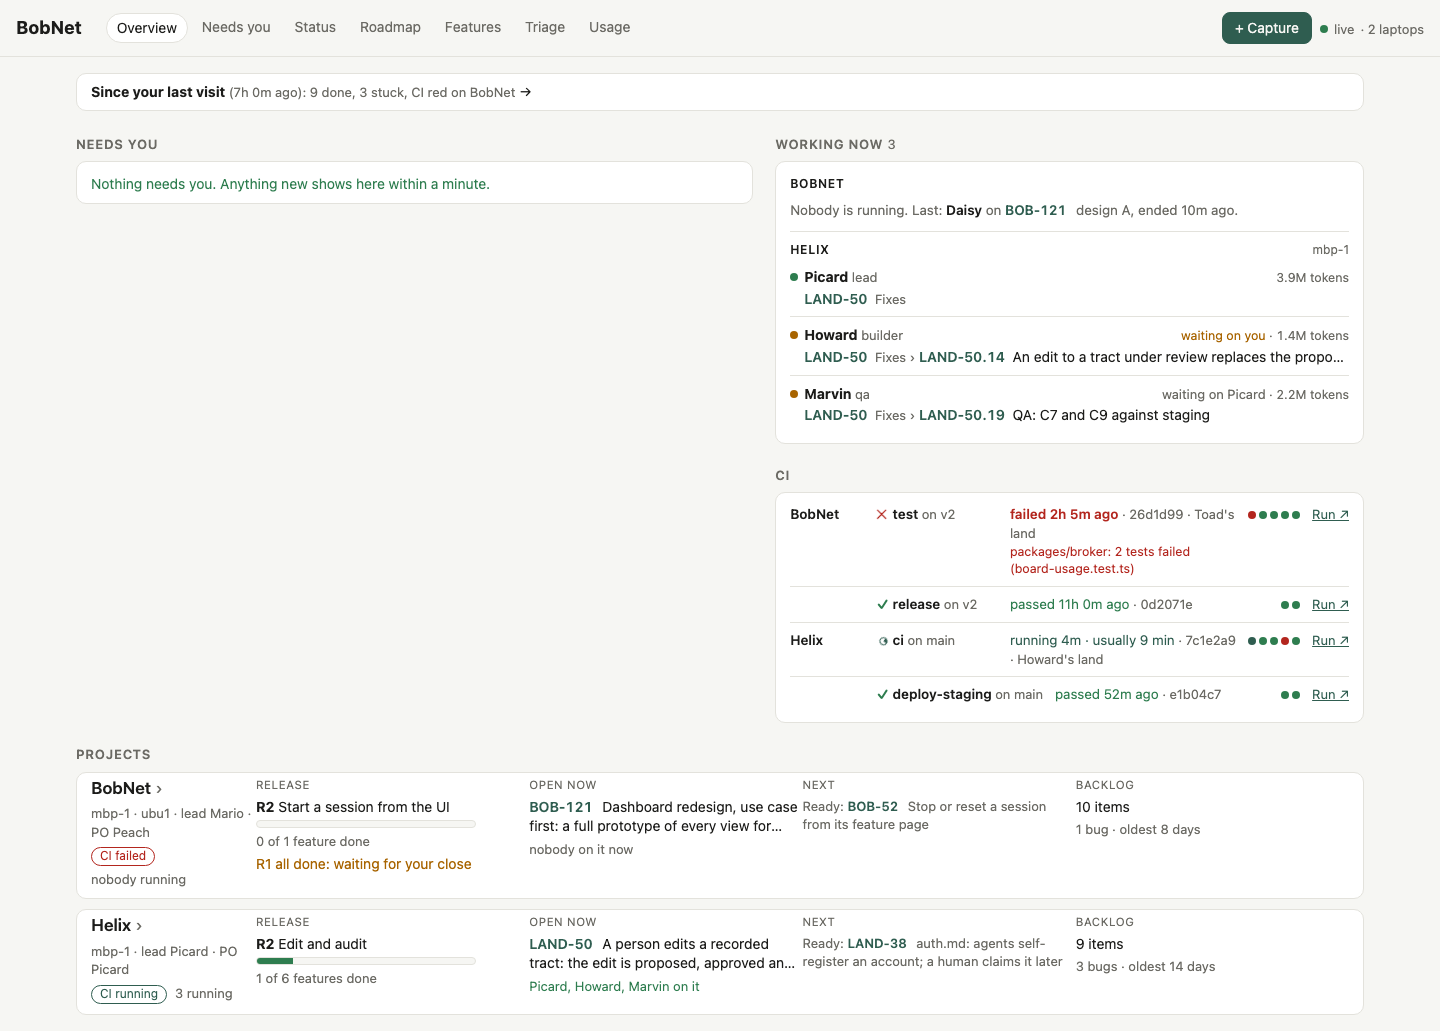 BobNet
Overview
Needs you
Status
Roadmap
Features
Triage
Usage
+ Capture
live · 2 laptops
Since your last visit (7h 0m ago): 9 done, 3 stuck, CI red on BobNet →
NEEDS YOU
Nothing needs you. Anything new shows here within a minute.
WORKING NOW 3
BOBNET
Nobody is running. Last: Daisy on BOB-121 design A, ended 10m ago.
HELIX mbp-1
Picard lead 3.9M tokens
LAND-50 Fixes
Howard builder waiting on you · 1.4M tokens
LAND-50 Fixes › LAND-50.14 An edit to a tract under review replaces the propo...
Marvin qa waiting on Picard · 2.2M tokens
LAND-50 Fixes › LAND-50.19 QA: C7 and C9 against staging
CI
BobNet ✕ test on v2 failed 2h 5m ago · 26d1d99 · Toad's Run ↗
land
packages/broker: 2 tests failed
(board-usage.test.ts)
✓ release on v2 passed 11h 0m ago · 0d2071e Run ↗
Helix ci on main running 4m · usually 9 min · 7c1e2a9 Run ↗
· Howard's land
✓ deploy-staging on main passed 52m ago · e1b04c7 Run ↗
PROJECTS
BobNet ›
mbp-1 · ubu1 · lead Mario ·
PO Peach
CI failed
nobody running
RELEASE
R2 Start a session from the UI
0 of 1 feature done
R1 all done: waiting for your close
OPEN NOW
BOB-121 Dashboard redesign, use case
first: a full prototype of every view for...
nobody on it now
NEXT
Ready: BOB-52 Stop or reset a session
from its feature page
BACKLOG
10 items
1 bug · oldest 8 days
Helix ›
mbp-1 · lead Picard · PO
Picard
CI running 3 running
RELEASE
R2 Edit and audit
1 of 6 features done
OPEN NOW
LAND-50 A person edits a recorded
tract: the edit is proposed, approved an...
Picard, Howard, Marvin on it
NEXT
Ready: LAND-38 auth.md: agents self-
register an account; a human claims it later
BACKLOG
9 items
3 bugs · oldest 14 days